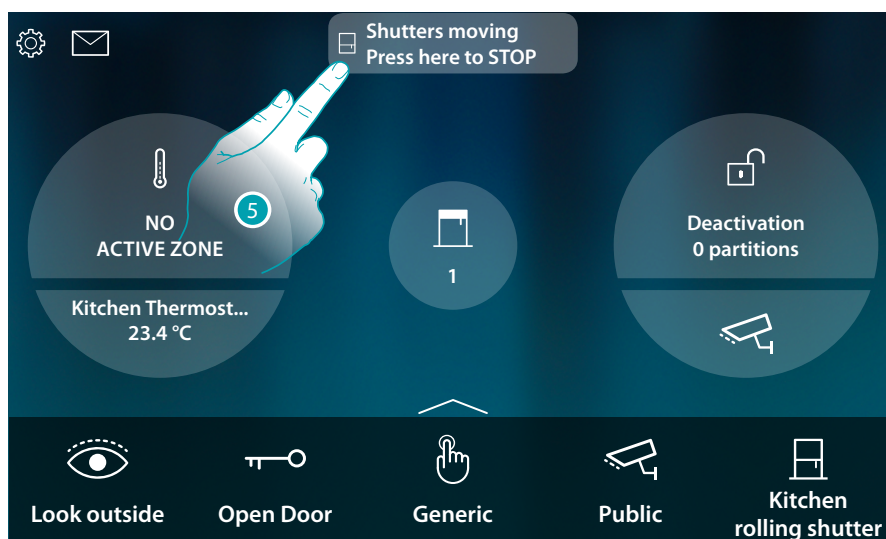 Shutters moving
Press here to STOP
5
NO
ACTIVE ZONE
Kitchen Thermost...
23.4 °C
1
Deactivation
0 partitions
Look outside
Open Door
Generic
Public
Kitchen
rolling shutter